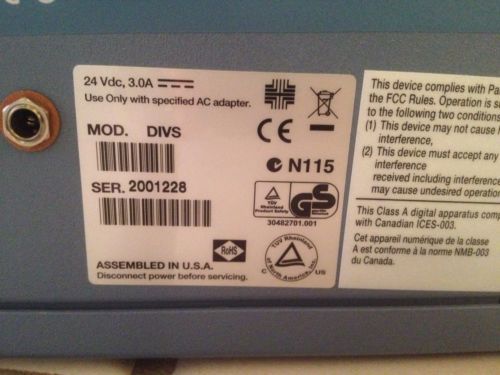 24 Vdc, 3.0A
Use Only with specified AC adapter.
MOD. DIVS
SER. 2001228
ASSEMBLED IN U.S.A.
Disconnect power before servicing.
CE
N115
TÜV
Rheinland
Product Safety
GS
30482701.001
RoHS
TÜV Rheinland
of North America, Inc.
C US
This device complies with Pa
the FCC Rules. Operation is s
to the following two conditions
(1) This device may not cause h
interference,
(2) This device must accept any
interference
received including interference
may cause undesired operation
This Class A digital apparatus comp
with Canadian ICES-003.
Cet appareil numérique de la classe
A est conforme à la norme NMB-003
du Canada.